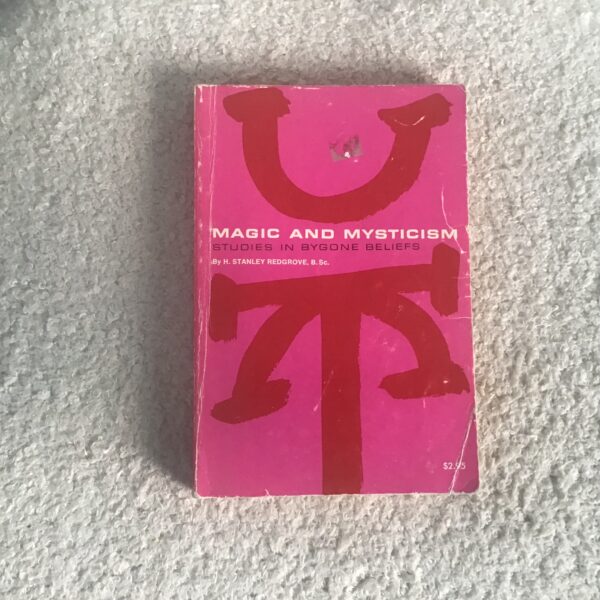 MAGIC AND MYSTICISM
STUDIES IN BYGONE BELIEFS
By H. STANLEY REDGROVE, B. Sc.
$2.95